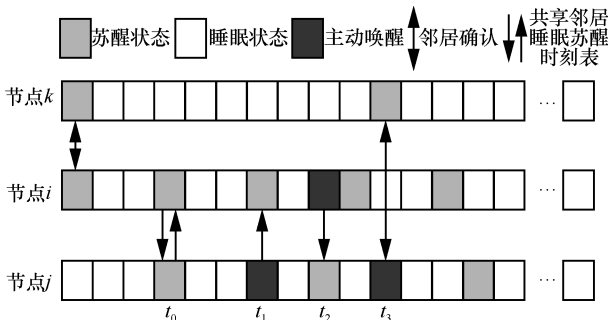 苏醒状态 睡眠状态 主动唤醒 邻居确认 共享邻居
睡眠苏醒
时刻表
节点k ...
节点i ...
节点j ...
t0 t1 t2 t3